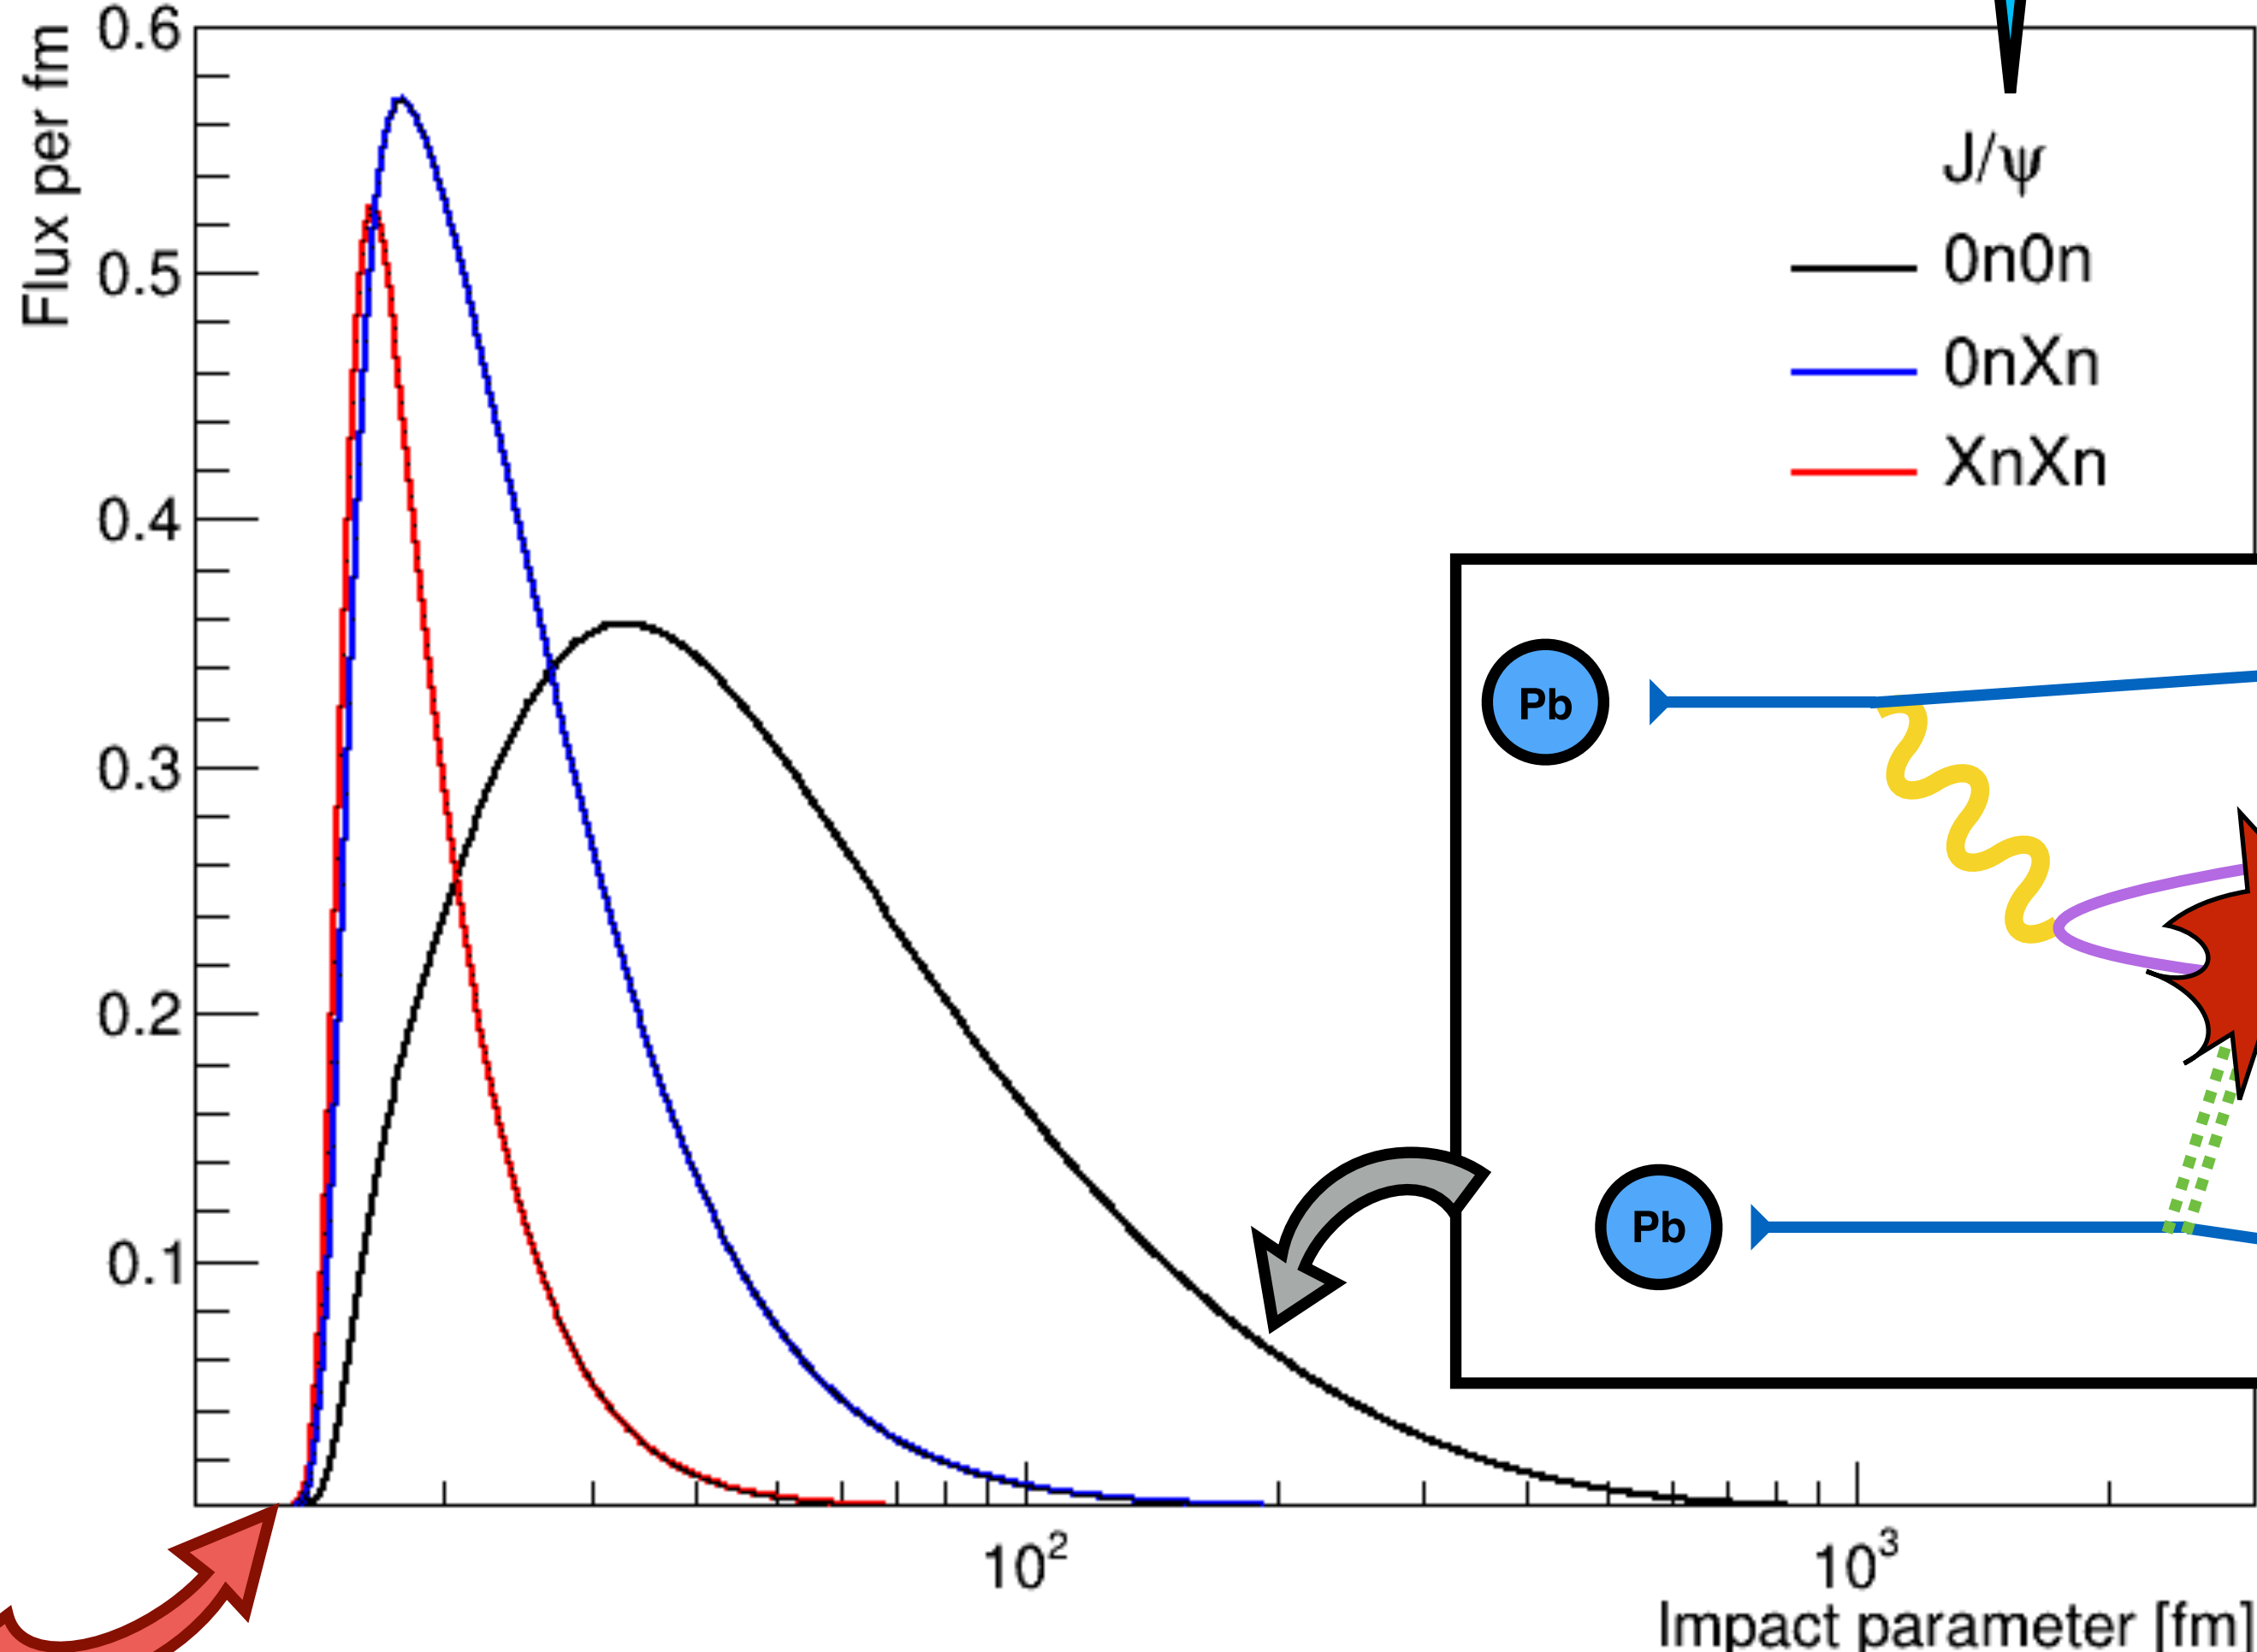 Flux per fm
0.6
0.5
0.4
0.3
0.2
0.1
J/ψ
0n0n
0nXn
XnXn
Pb
Pb
10²
10³
Impact parameter [fm]